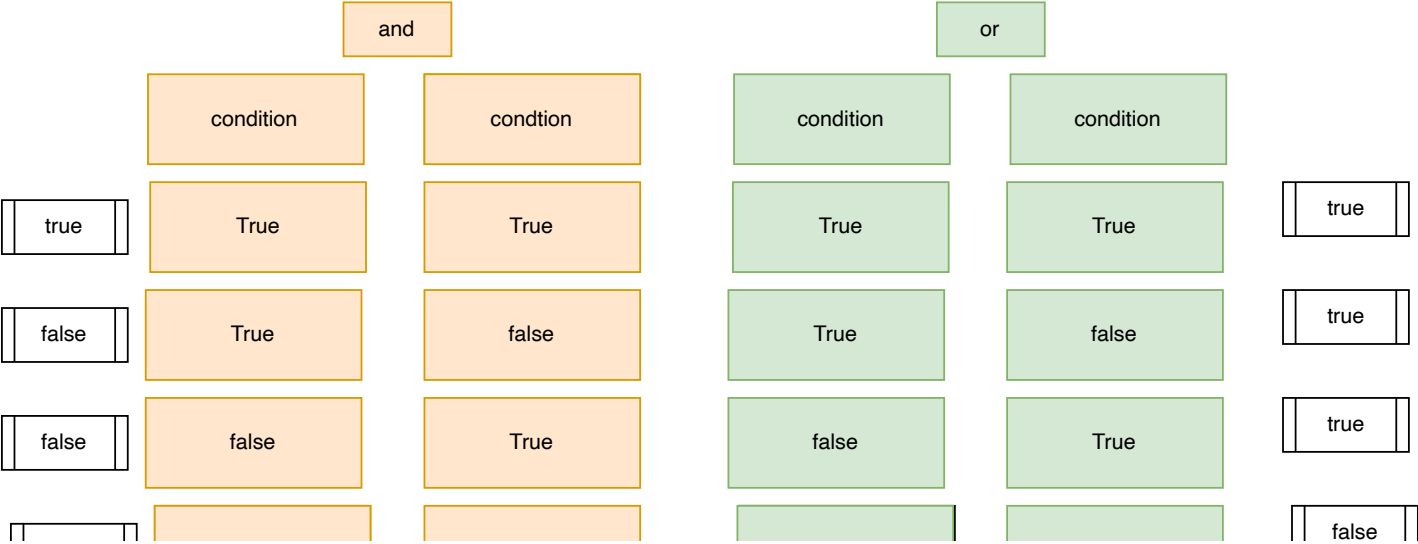 and or
condition condtion condition condition
true True True True True true
false True false True false true
false false True false True true
false